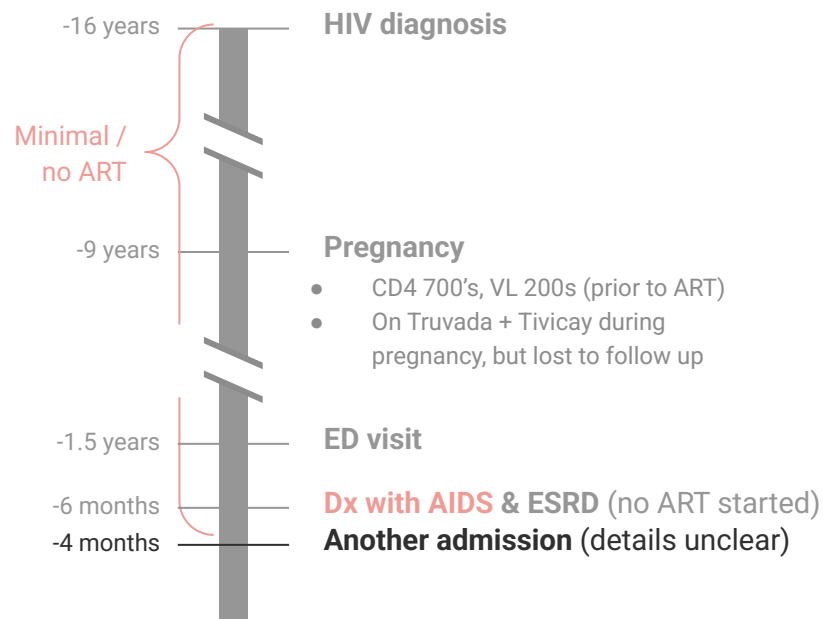 -16 years
HIV diagnosis
Minimal /
no ART
-9 years
Pregnancy
● CD4 700’s, VL 200s (prior to ART)
● On Truvada + Tivicay during
pregnancy, but lost to follow up
-1.5 years
ED visit
-6 months
Dx with AIDS & ESRD (no ART started)
-4 months
Another admission (details unclear)